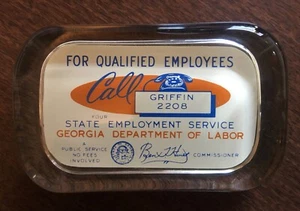 FOR QUALIFIED EMPLOYEES
Call
GRIFFIN
2208
YOUR
STATE EMPLOYMENT SERVICE
GEORGIA DEPARTMENT OF LABOR
PUBLIC SERVICE
NO FEES
INVOLVED
COMMISSIONER